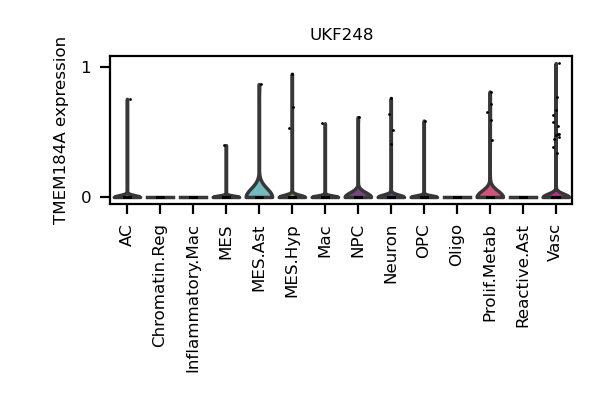 UKF248
TMEM184A expression
1
0
AC
Chromatin.Reg
Inflammatory.Mac
MES
MES.Ast
MES.Hyp
Mac
NPC
Neuron
OPC
Oligo
Prolif.Metab
Reactive.Ast
Vasc